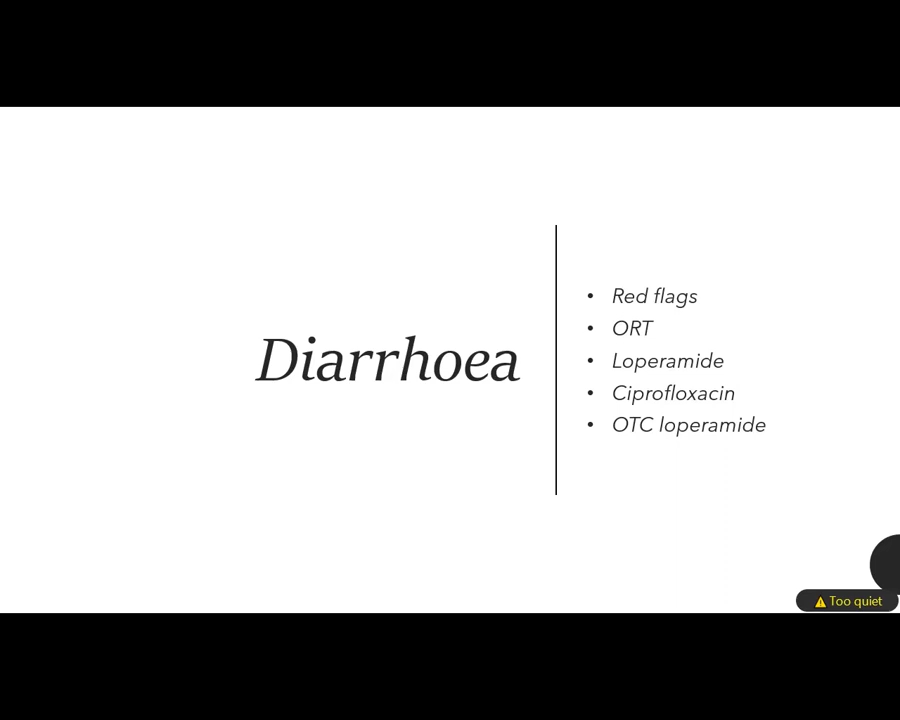 Diarrhoea
• Red flags
• ORT
• Loperamide
• Ciprofloxacin
• OTC loperamide
⚠ Too quiet